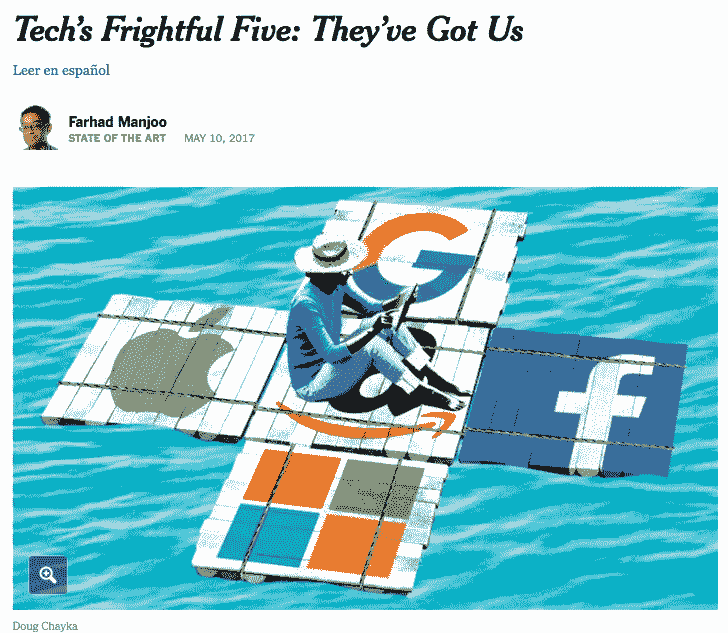 Tech's Frightful Five: They've Got Us
Leer en español
Farhad Manjoo
STATE OF THE ART MAY 10, 2017
G
f
Doug Chayka